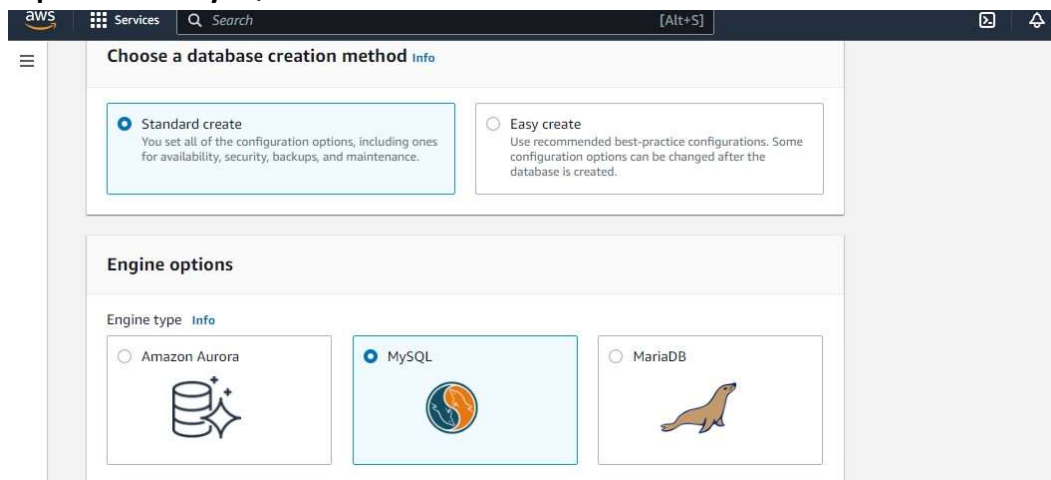 aws Services Search [Alt+S]
Choose a database creation method Info
Standard create
You set all of the configuration options, including ones
for availability, security, backups, and maintenance.
Easy create
Use recommended best-practice configurations. Some
configuration options can be changed after the
database is created.
Engine options
Engine type Info
Amazon Aurora
MySQL
MariaDB